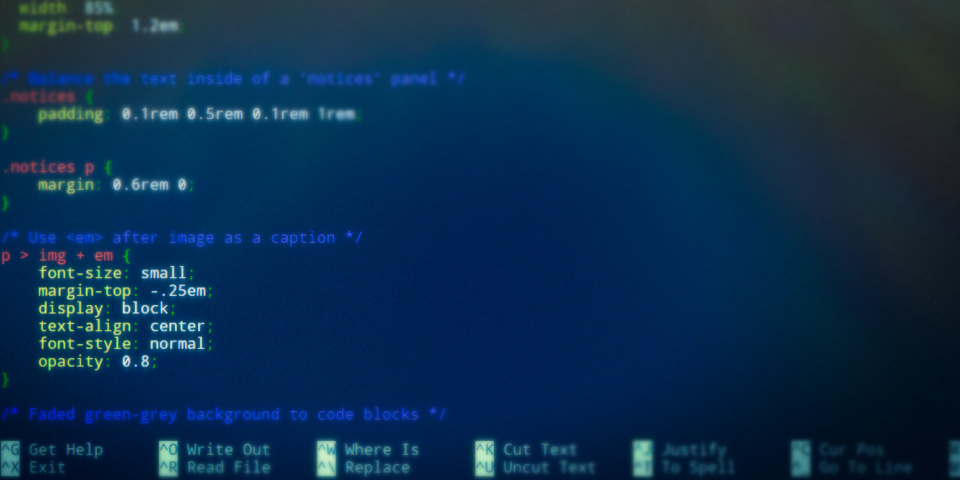 width: 85%
margin-top: 1.2em
}
/* Balance the text inside of a 'notices' panel */
.notices {
padding: 0.1rem 0.5rem 0.1rem 1rem;
}
.notices p {
margin: 0.6rem 0;
}
/* Use <em> after image as a caption */
p > img + em {
font-size: small;
margin-top: -.25em;
display: block;
text-align: center;
font-style: normal;
opacity: 0.8;
}
/* Faded green-grey background to code blocks */
^G Get Help ^O Write Out ^W Where Is ^K Cut Text ^J Justify ^C Cur Pos
^X Exit ^R Read File ^\ Replace ^U Uncut Text ^T To Spell Go To Line